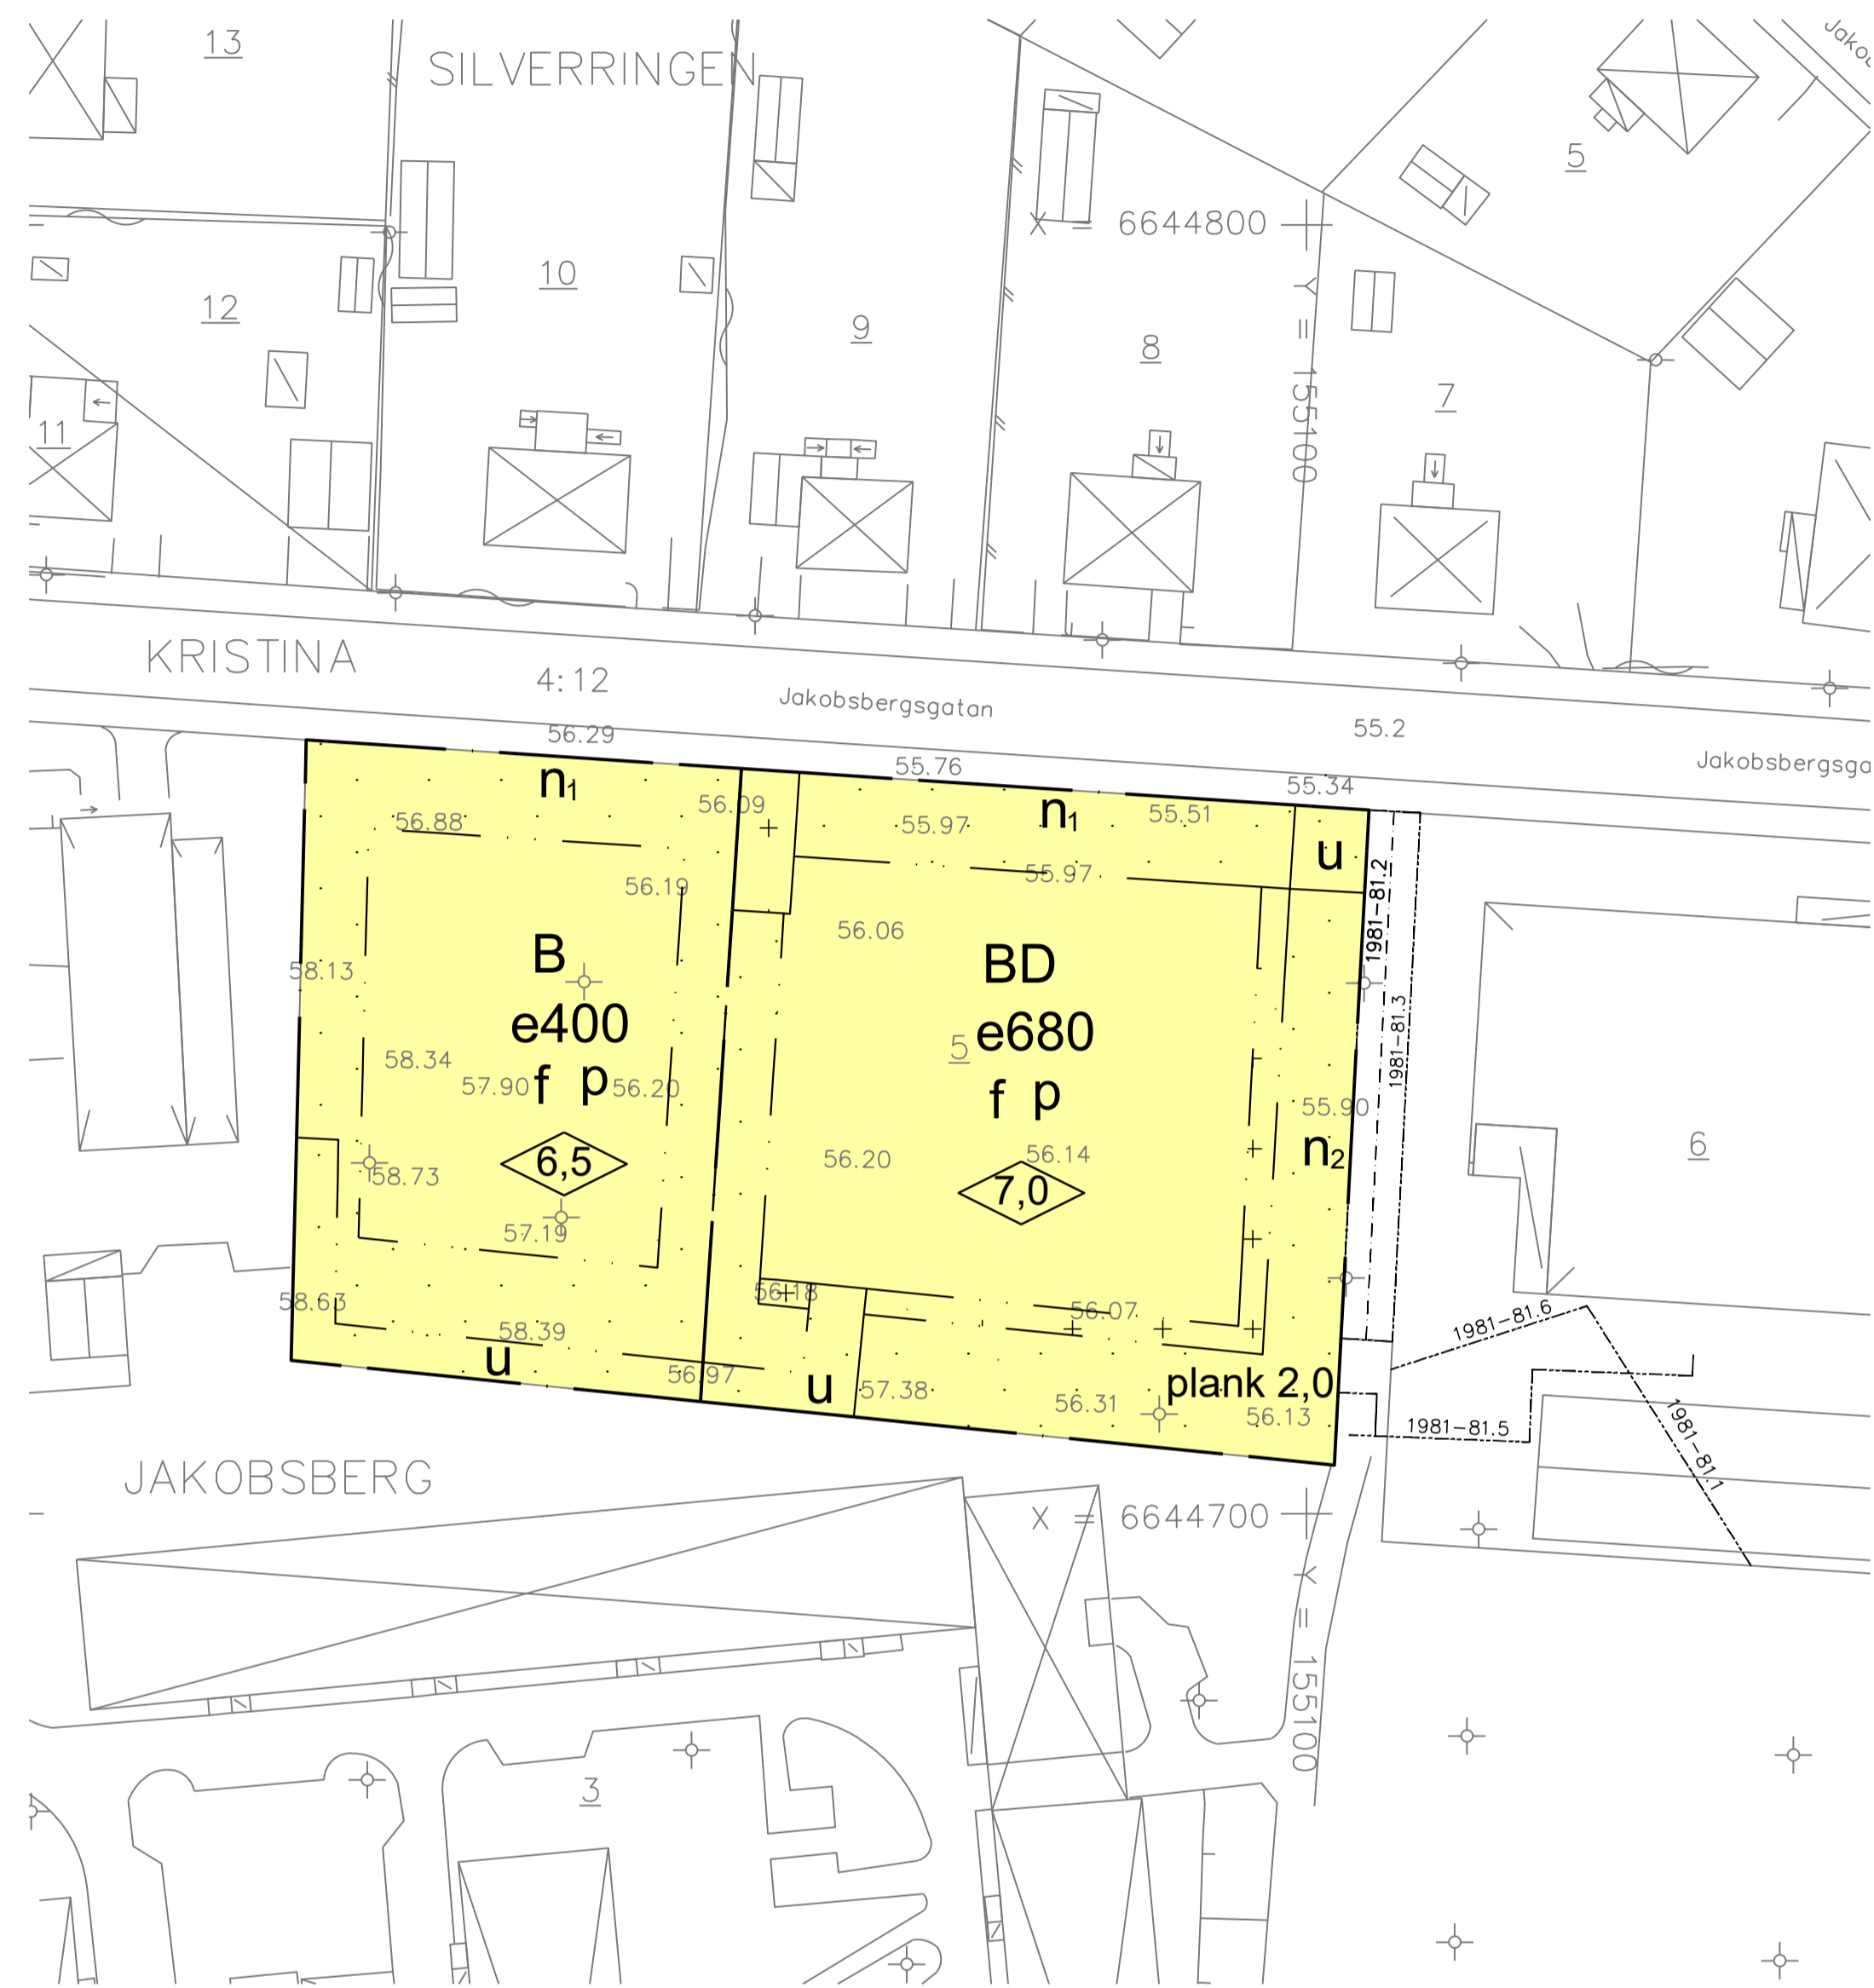 13
SILVERRINGEN
Jako
5
X = 6644800
Y = 155100
10
12
9
8
7
11
KRISTINA
4:12
Jakobsbergsgatan
55.2
56.29
55.76
Jakobsbergsga
55.34
n1
56.09
n1
55.51
56.88
55.97
u
55.97
56.19
1981-81.2
56.06
B
BD
58.13
e400
5
e680
1981-81.3
58.34
57.90
f p
56.20
f p
55.90
56.20
56.14
n2
6
58.73
6,5
7,0
57.19
56.18
56.07
58.63
58.39
1981-81.6
u
56.97
u
57.38
plank 2,0
56.31
56.13
1981-81.5
1981-81.1
JAKOBSBERG
X = 6644700
Y = 155100
3